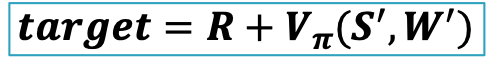 target = R + V_π(S′, W′)